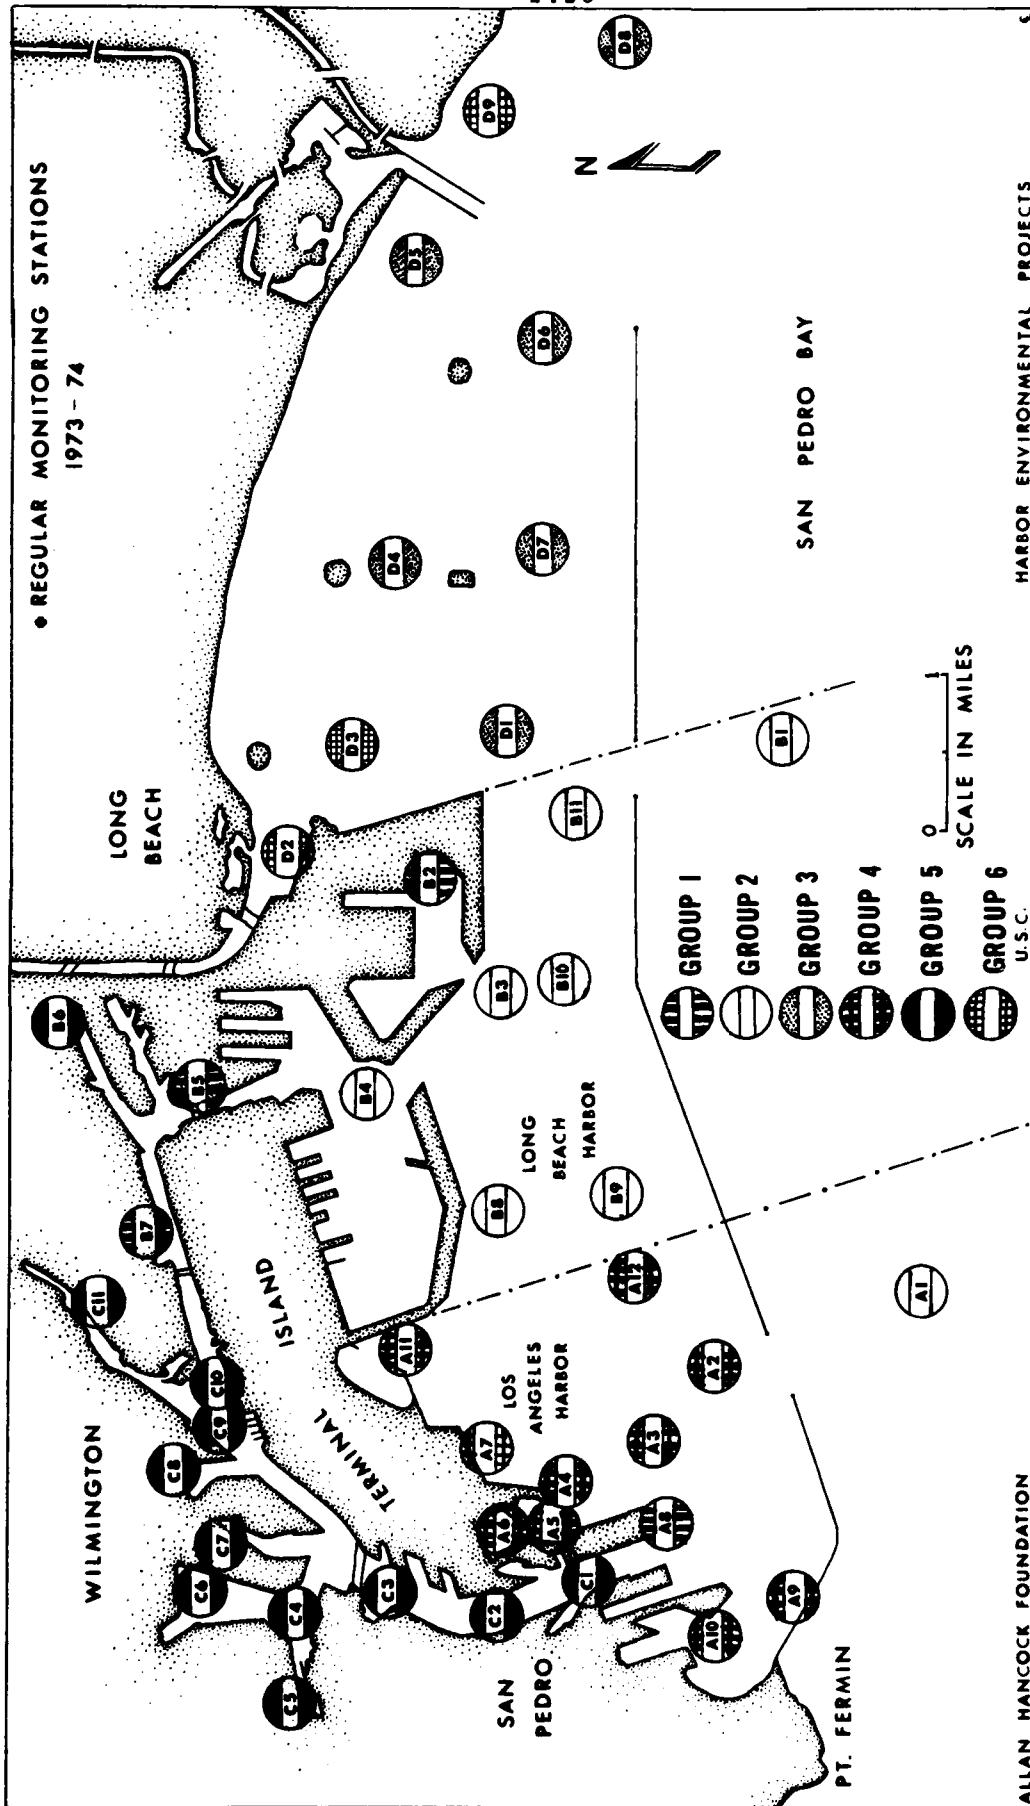 • REGULAR MONITORING STATIONS
1973 - 74
WILMINGTON
LONG
BEACH
TERMINAL
ISLAND
SAN
PEDRO
LOS
ANGELES
HARBOR
LONG
BEACH
HARBOR
SAN PEDRO BAY
PT. FERMIN
N
C5
C6
C7
C8
C4
C3
C2
C1
C9
C10
C11
B7
B6
B5
B4
B3
B2
B8
B9
B10
B11
B1
A1
A2
A3
A4
A5
A6
A7
A8
A9
A10
A11
A12
D1
D2
D3
D4
D5
D6
D7
D8
D9
GROUP 1
GROUP 2
GROUP 3
GROUP 4
GROUP 5
GROUP 6
0 1
SCALE IN MILES
ALLAN HANCOCK FOUNDATION
U.S.C.
HARBOR ENVIRONMENTAL PROJECTS